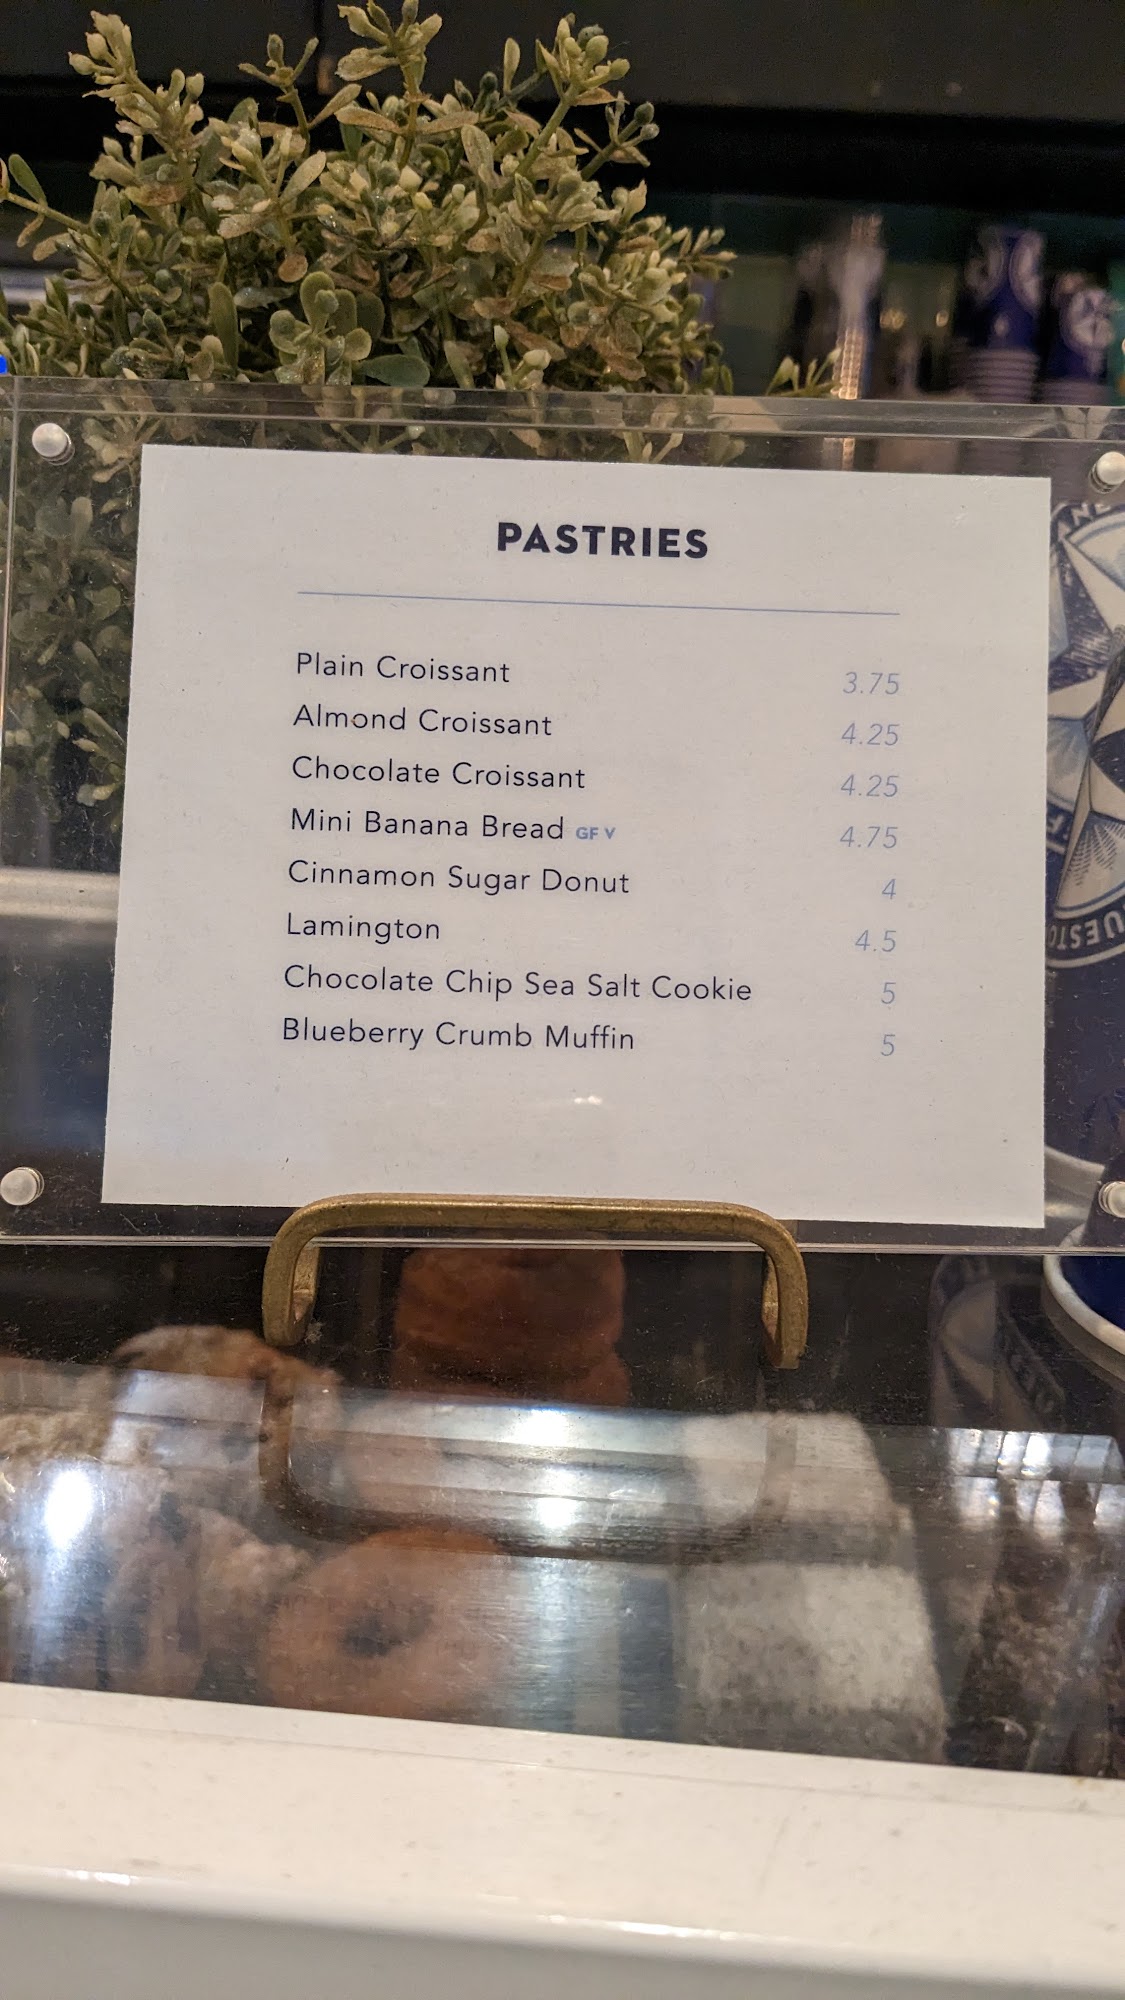 PASTRIES
Plain Croissant 3.75
Almond Croissant 4.25
Chocolate Croissant 4.25
Mini Banana Bread GF V 4.75
Cinnamon Sugar Donut 4
Lamington 4.5
Chocolate Chip Sea Salt Cookie 5
Blueberry Crumb Muffin 5